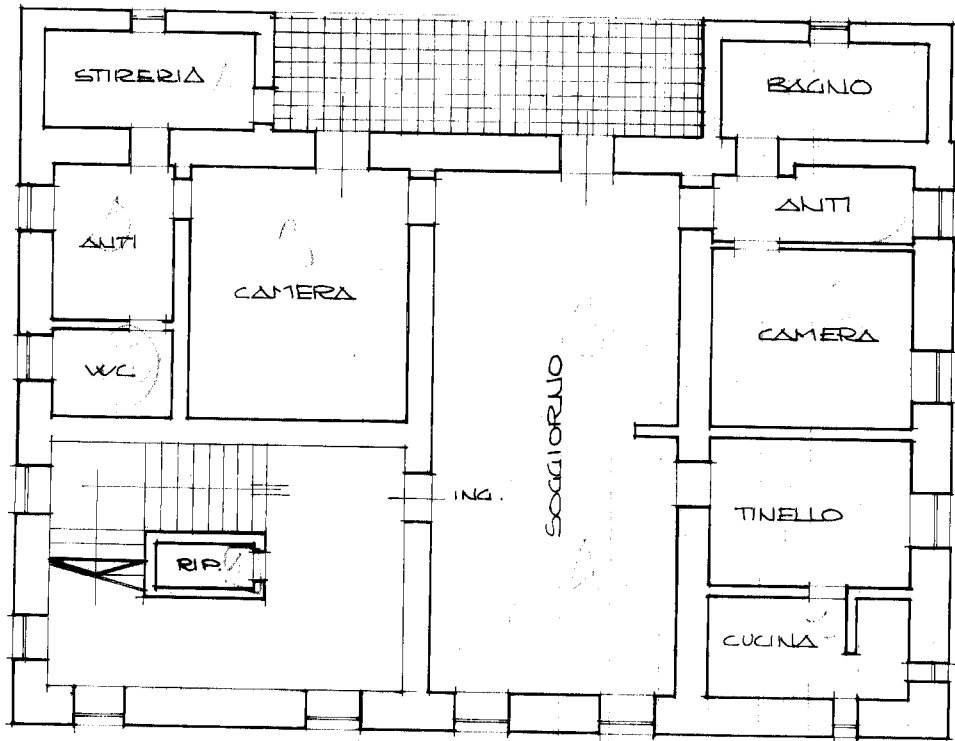 STIRERIA
BAGNO
ANTI
ANTI
CAMERA
CAMERA
WC
SOGGIORNO
ING.
TINELLO
RIP.
CUCINA